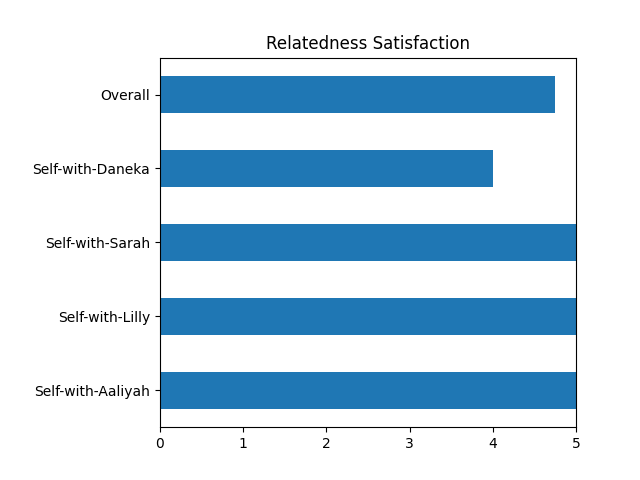 Relatedness Satisfaction
Overall
Self-with-Daneka
Self-with-Sarah
Self-with-Lilly
Self-with-Aaliyah
0 1 2 3 4 5